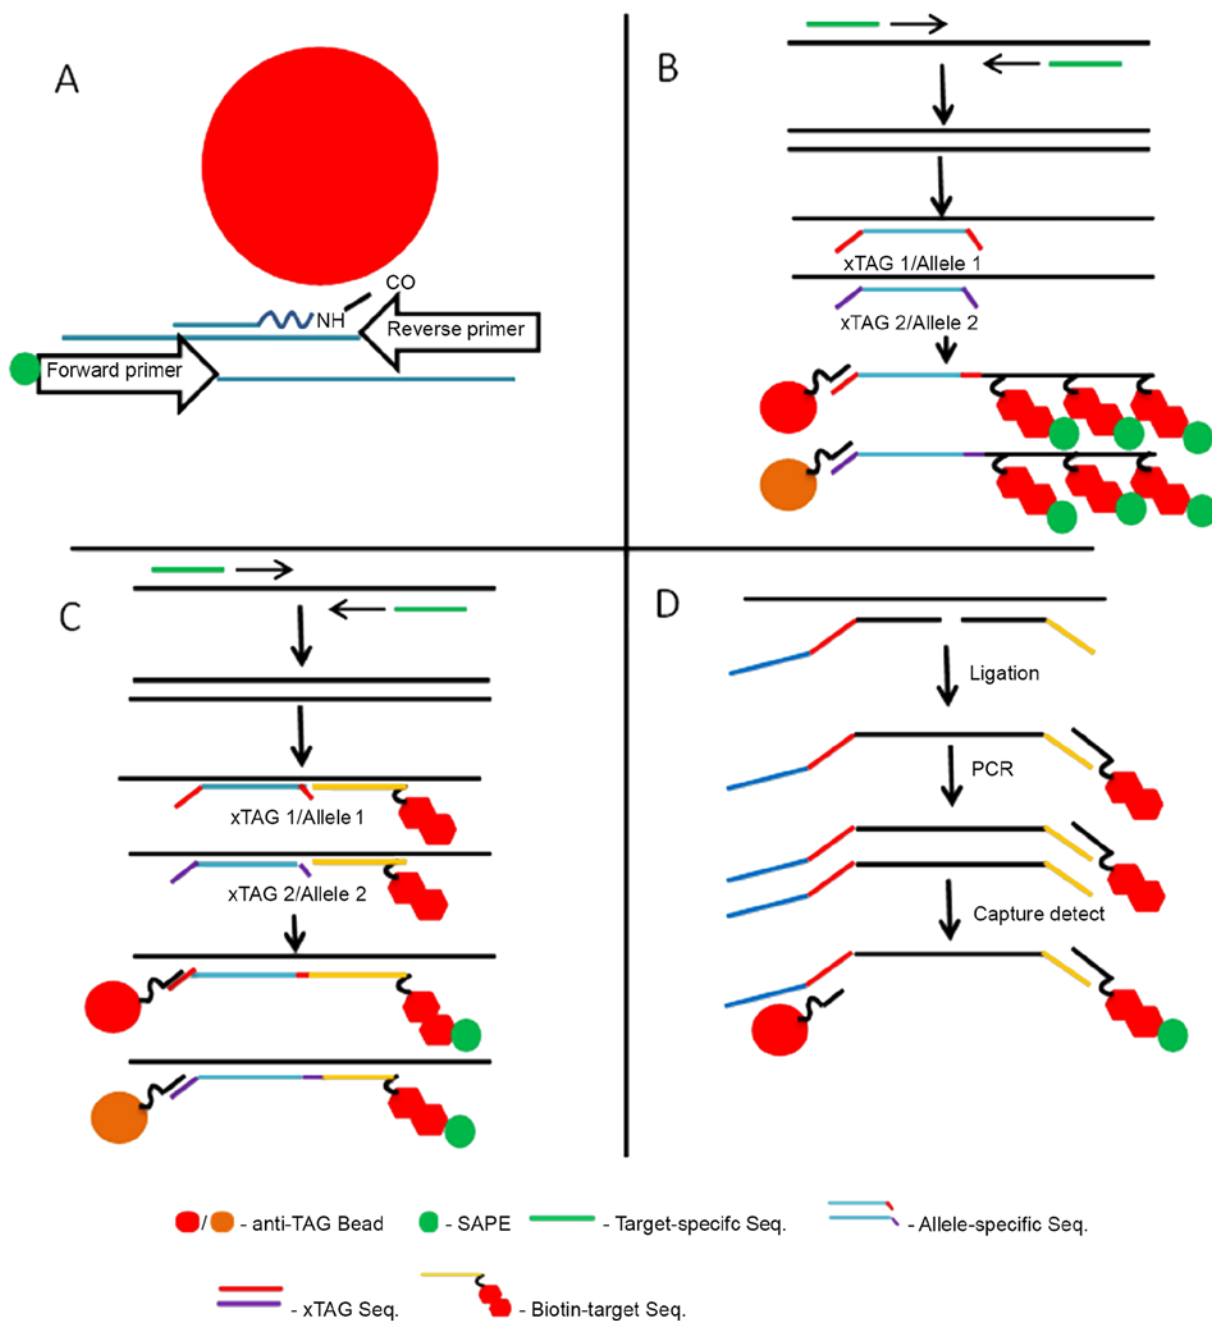 A
CO
NH
Reverse primer
Forward primer
B
xTAG 1/Allele 1
xTAG 2/Allele 2
C
xTAG 1/Allele 1
xTAG 2/Allele 2
D
Ligation
PCR
Capture detect
/ - anti-TAG Bead - SAPE - Target-specifc Seq. - Allele-specific Seq.
- xTAG Seq. - Biotin-target Seq.